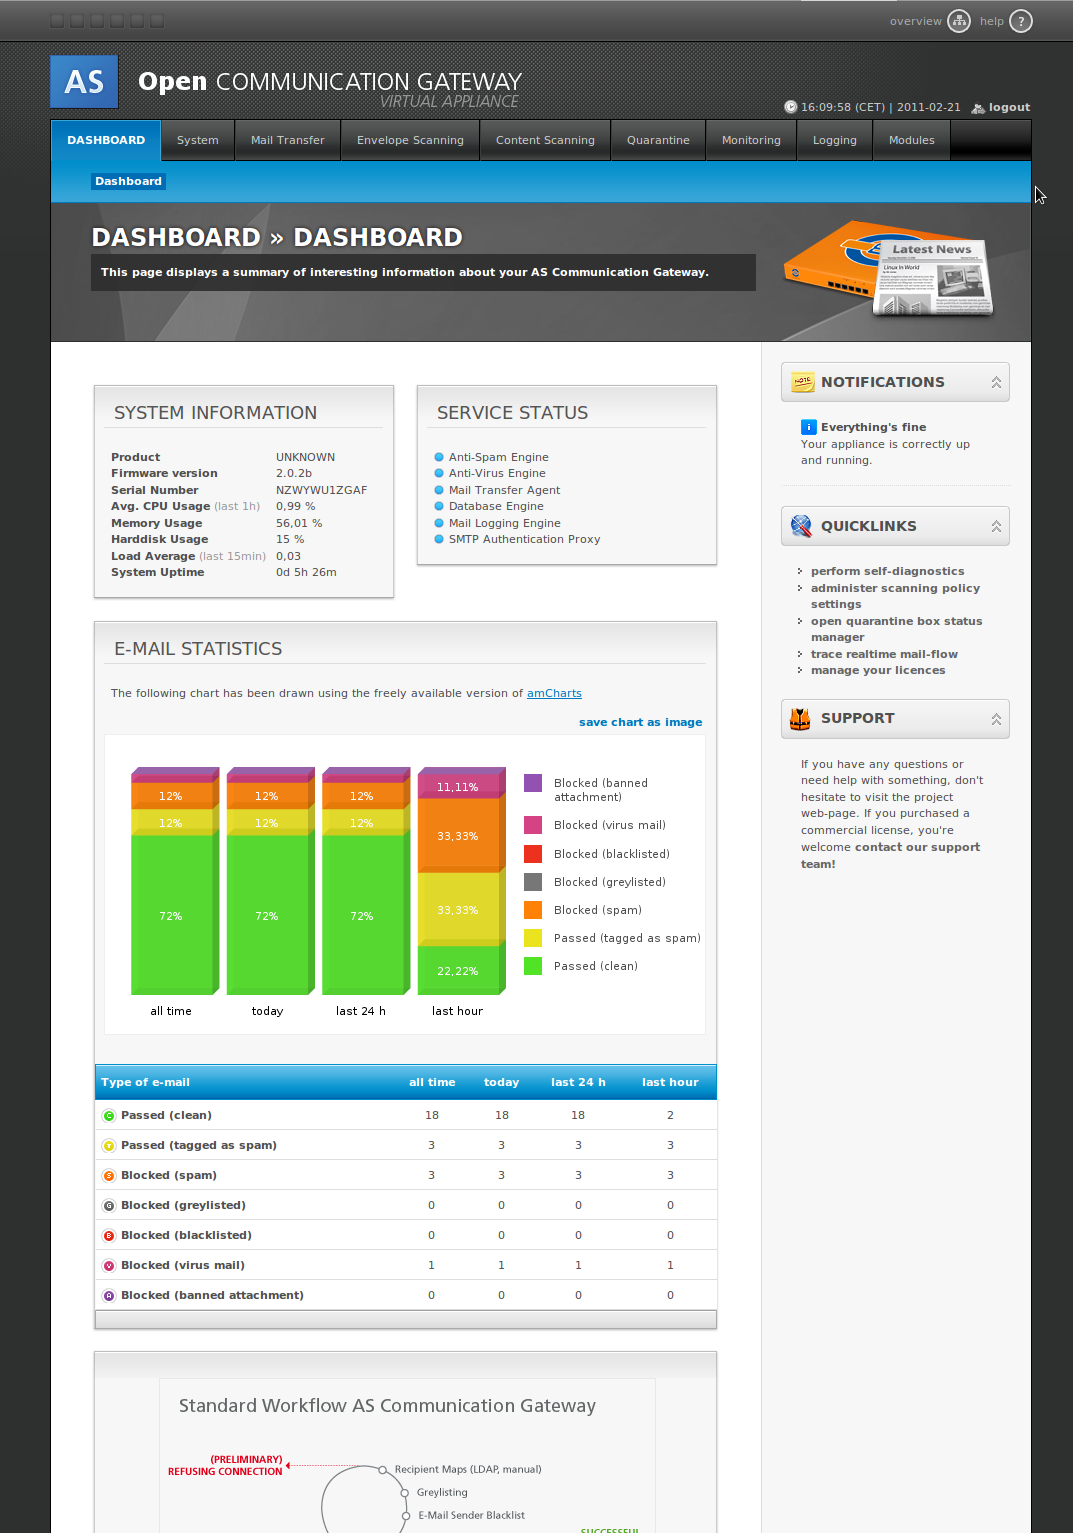 overview help ?
AS Open COMMUNICATION GATEWAY
VIRTUAL APPLIANCE
16:09:58 (CET) | 2011-02-21 logout
DASHBOARD System Mail Transfer Envelope Scanning Content Scanning Quarantine Monitoring Logging Modules
Dashboard
DASHBOARD » DASHBOARD
This page displays a summary of interesting information about your AS Communication Gateway.
Latest News
Linux in World
SYSTEM INFORMATION
Product UNKNOWN
Firmware version 2.0.2b
Serial Number NZWYWU1ZGAF
Avg. CPU Usage (last 1h) 0,99 %
Memory Usage 56,01 %
Harddisk Usage 15 %
Load Average (last 15min) 0,03
System Uptime 0d 5h 26m
SERVICE STATUS
Anti-Spam Engine
Anti-Virus Engine
Mail Transfer Agent
Database Engine
Mail Logging Engine
SMTP Authentication Proxy
NOTE NOTIFICATIONS
i Everything's fine
Your appliance is correctly up
and running.
QUICKLINKS
perform self-diagnostics
administer scanning policy
settings
open quarantine box status
manager
trace realtime mail-flow
manage your licences
SUPPORT
If you have any questions or
need help with something, don't
hesitate to visit the project
web-page. If you purchased a
commercial license, you're
welcome contact our support
team!
E-MAIL STATISTICS
The following chart has been drawn using the freely available version of amCharts
save chart as image
12% 12% 12% 11,11%
12% 12% 12% 33,33%
72% 72% 72% 33,33%
22,22%
all time today last 24 h last hour
Blocked (banned
attachment)
Blocked (virus mail)
Blocked (blacklisted)
Blocked (greylisted)
Blocked (spam)
Passed (tagged as spam)
Passed (clean)
Type of e-mail all time today last 24 h last hour
C Passed (clean) 18 18 18 2
T Passed (tagged as spam) 3 3 3 3
S Blocked (spam) 3 3 3 3
G Blocked (greylisted) 0 0 0 0
B Blocked (blacklisted) 0 0 0 0
V Blocked (virus mail) 1 1 1 1
A Blocked (banned attachment) 0 0 0 0
Standard Workflow AS Communication Gateway
(PRELIMINARY)
REFUSING CONNECTION
Recipient Maps (LDAP, manual)
Greylisting
E-Mail Sender Blacklist
SUCCESSFUL